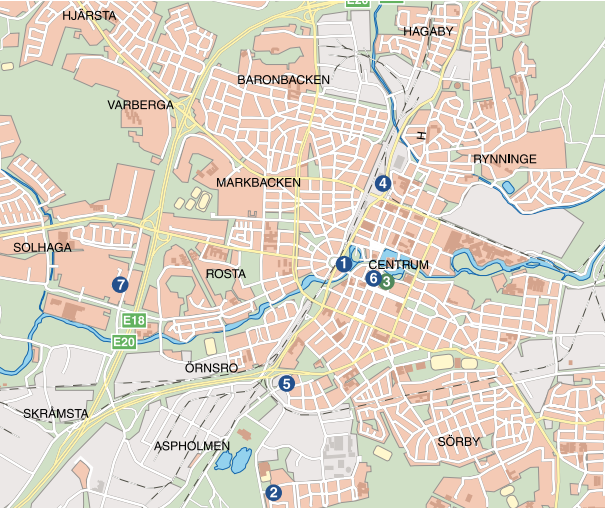 E20
HJÄRSTA
HAGABY
BARONBACKEN
VARBERGA
H
RYNNINGE
MARKBACKEN
4
SOLHAGA
ROSTA
1
CENTRUM
6
3
7
E18
E20
ÖRNSRO
5
SKRÄMSTA
ASPHOLMEN
SÖRBY
2